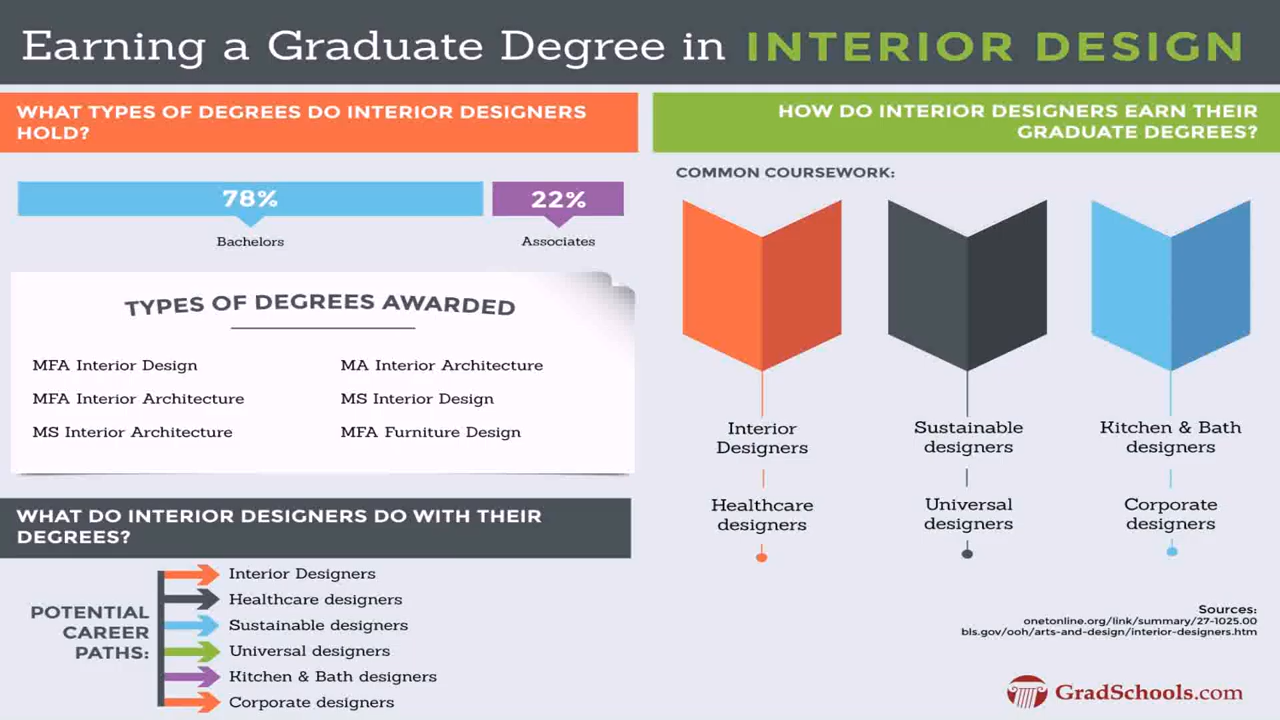 Earning a Graduate Degree in INTERIOR DESIGN
WHAT TYPES OF DEGREES DO INTERIOR DESIGNERS
HOLD?
78%
22%
Bachelors
Associates
TYPES OF DEGREES AWARDED
MFA Interior Design
MA Interior Architecture
MFA Interior Architecture
MS Interior Design
MS Interior Architecture
MFA Furniture Design
WHAT DO INTERIOR DESIGNERS DO WITH THEIR
DEGREES?
POTENTIAL
CAREER
PATHS:
Interior Designers
Healthcare designers
Sustainable designers
Universal designers
Kitchen & Bath designers
Corporate designers
HOW DO INTERIOR DESIGNERS EARN THEIR
GRADUATE DEGREES?
COMMON COURSEWORK:
Interior
Designers
Healthcare
designers
Sustainable
designers
Universal
designers
Kitchen & Bath
designers
Corporate
designers
Sources:
onetonline.org/link/summary/27-1025.00
bls.gov/ooh/arts-and-design/interior-designers.htm
GradSchools.com